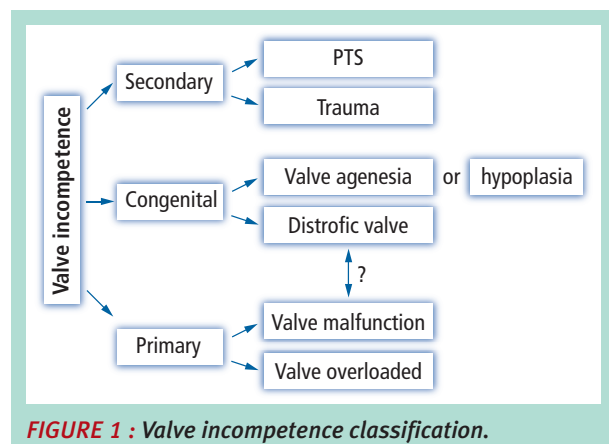 Valve incompetence
Secondary
PTS
Trauma
Congenital
Valve agenesia or hypoplasia
Distrofic valve
?
Primary
Valve malfunction
Valve overloaded
FIGURE 1 : Valve incompetence classification.